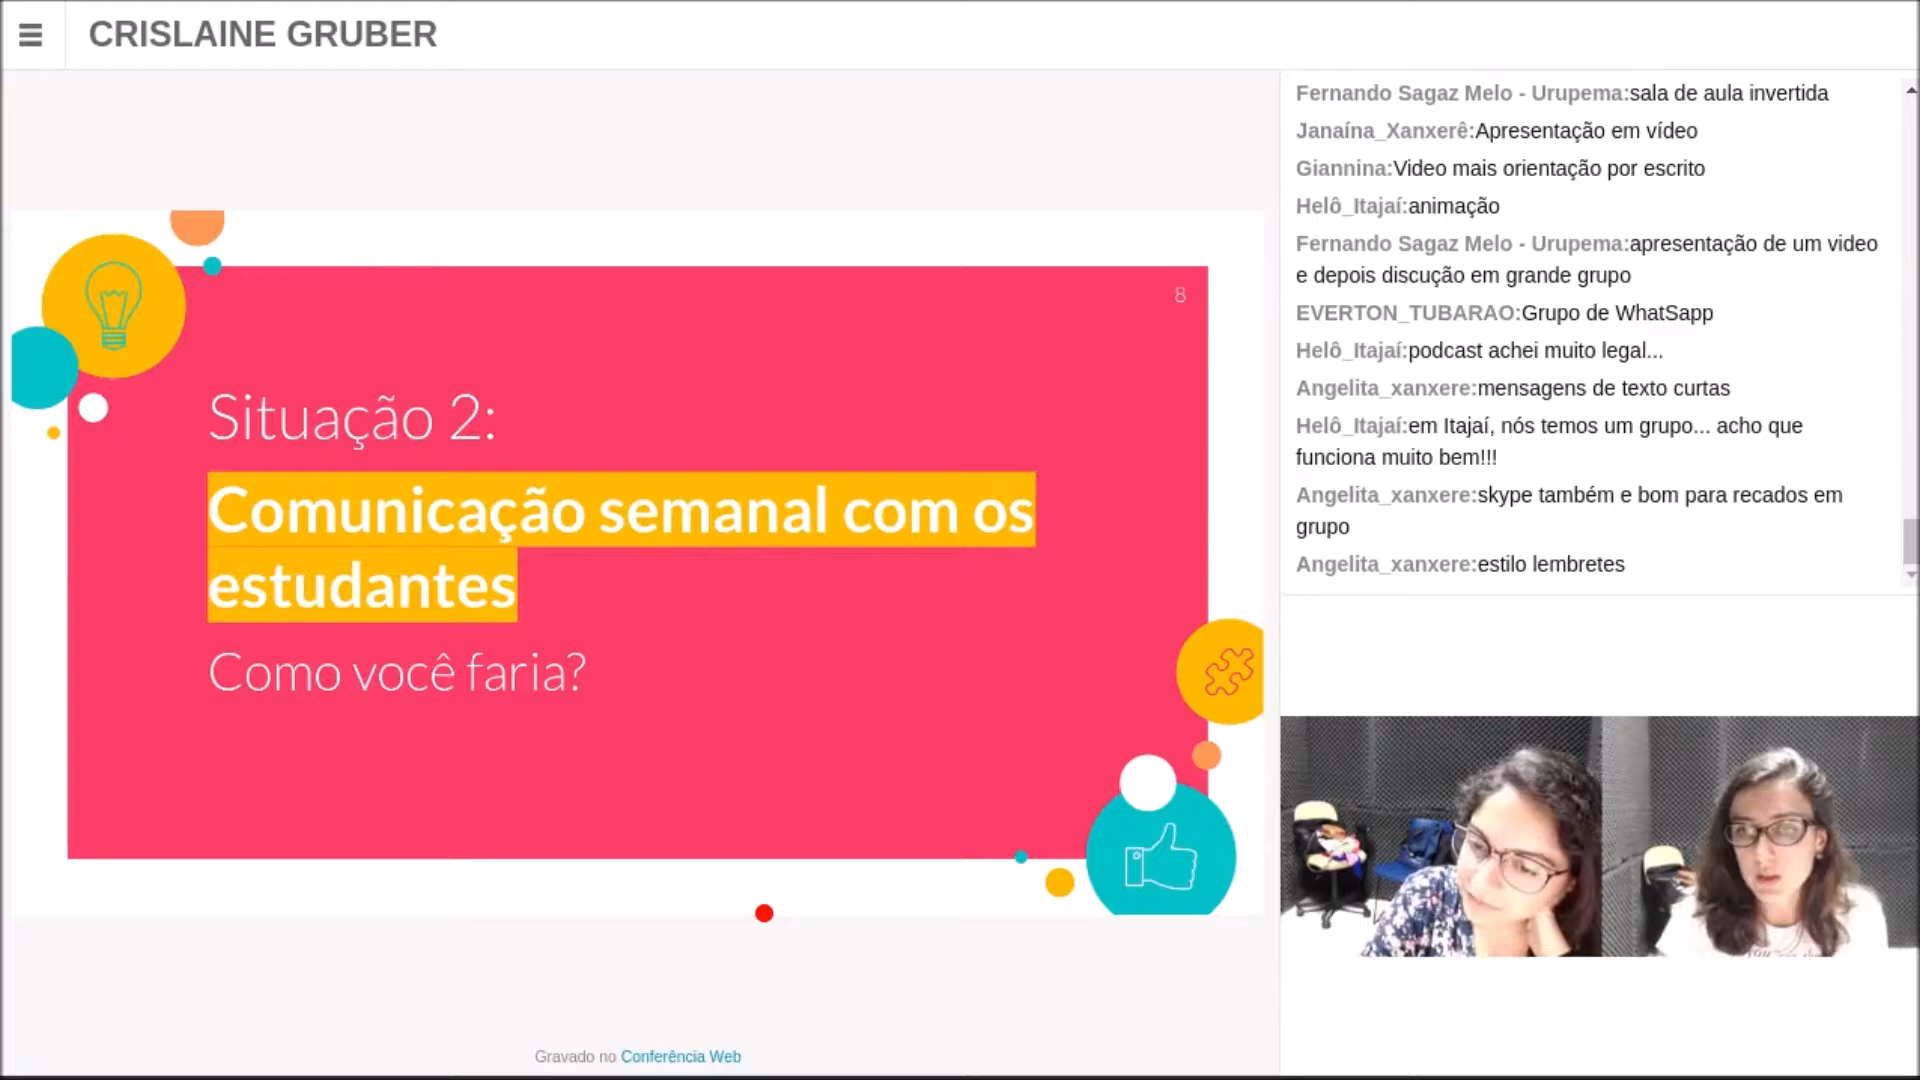 CRISLAINE GRUBER
8
Situação 2:
Comunicação semanal com os
estudantes
Como você faria?
Gravado no Conferência Web
Fernando Sagaz Melo - Urupema:sala de aula invertida
Janaína_Xanxerê:Apresentação em vídeo
Giannina:Video mais orientação por escrito
Helô_Itajaí:animação
Fernando Sagaz Melo - Urupema:apresentação de um video
e depois discução em grande grupo
EVERTON_TUBARAO:Grupo de WhatSapp
Helô_Itajaí:podcast achei muito legal...
Angelita_xanxere:mensagens de texto curtas
Helô_Itajaí:em Itajaí, nós temos um grupo... acho que
funciona muito bem!!!
Angelita_xanxere:skype também e bom para recados em
grupo
Angelita_xanxere:estilo lembretes